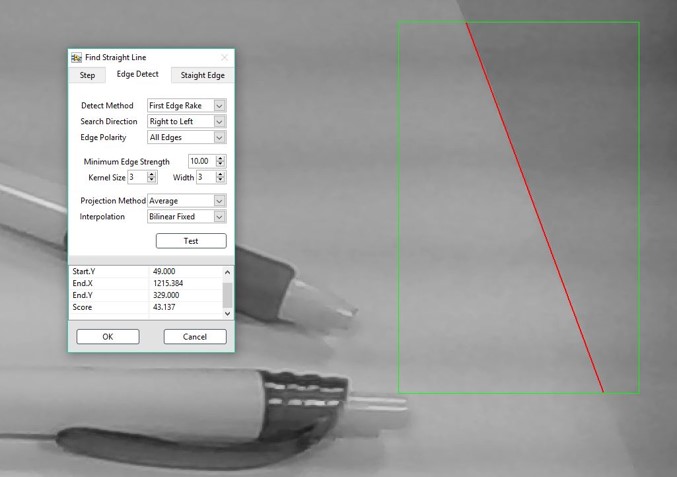 Find Straight Line
Step Edge Detect Staight Edge
Detect Method First Edge Rake
Search Direction Right to Left
Edge Polarity All Edges
Minimum Edge Strength 10.00
Kernel Size 3 Width 3
Projection Method Average
Interpolation Bilinear Fixed
Test
Start.Y 49.000
End.X 1215.384
End.Y 329.000
Score 43.137
OK Cancel